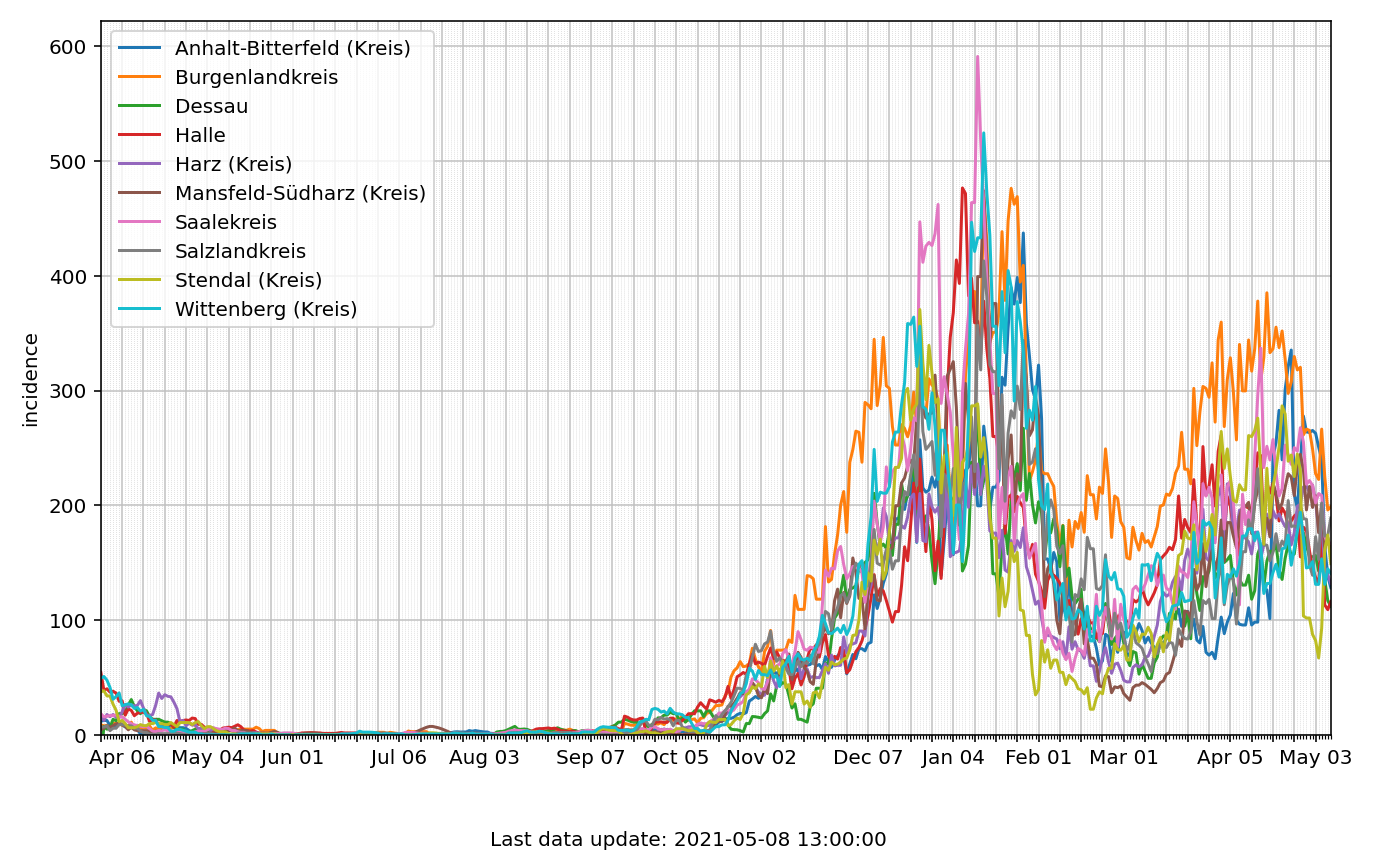 600
500
400
300
200
100
0
incidence
Anhalt-Bitterfeld (Kreis)
Burgenlandkreis
Dessau
Halle
Harz (Kreis)
Mansfeld-Südharz (Kreis)
Saalekreis
Salzlandkreis
Stendal (Kreis)
Wittenberg (Kreis)
Apr 06 May 04 Jun 01 Jul 06 Aug 03 Sep 07 Oct 05 Nov 02 Dec 07 Jan 04 Feb 01 Mar 01 Apr 05 May 03
Last data update: 2021-05-08 13:00:00